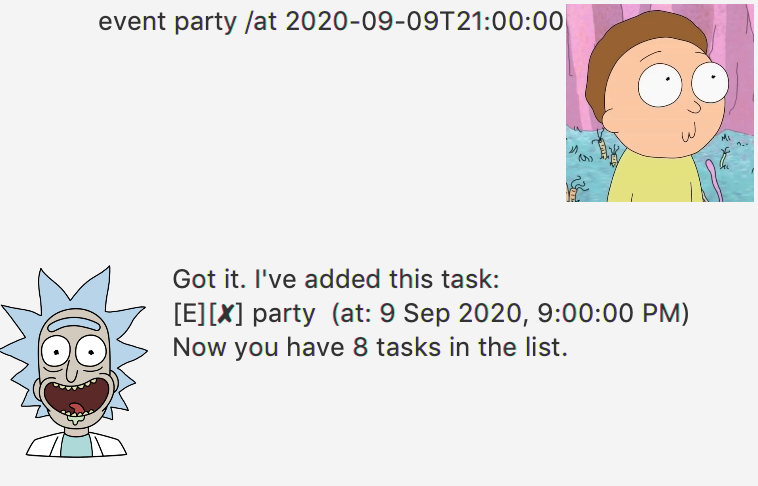 event party /at 2020-09-09T21:00:00
Got it. I've added this task:
[E][✘] party  (at: 9 Sep 2020, 9:00:00 PM)
Now you have 8 tasks in the list.